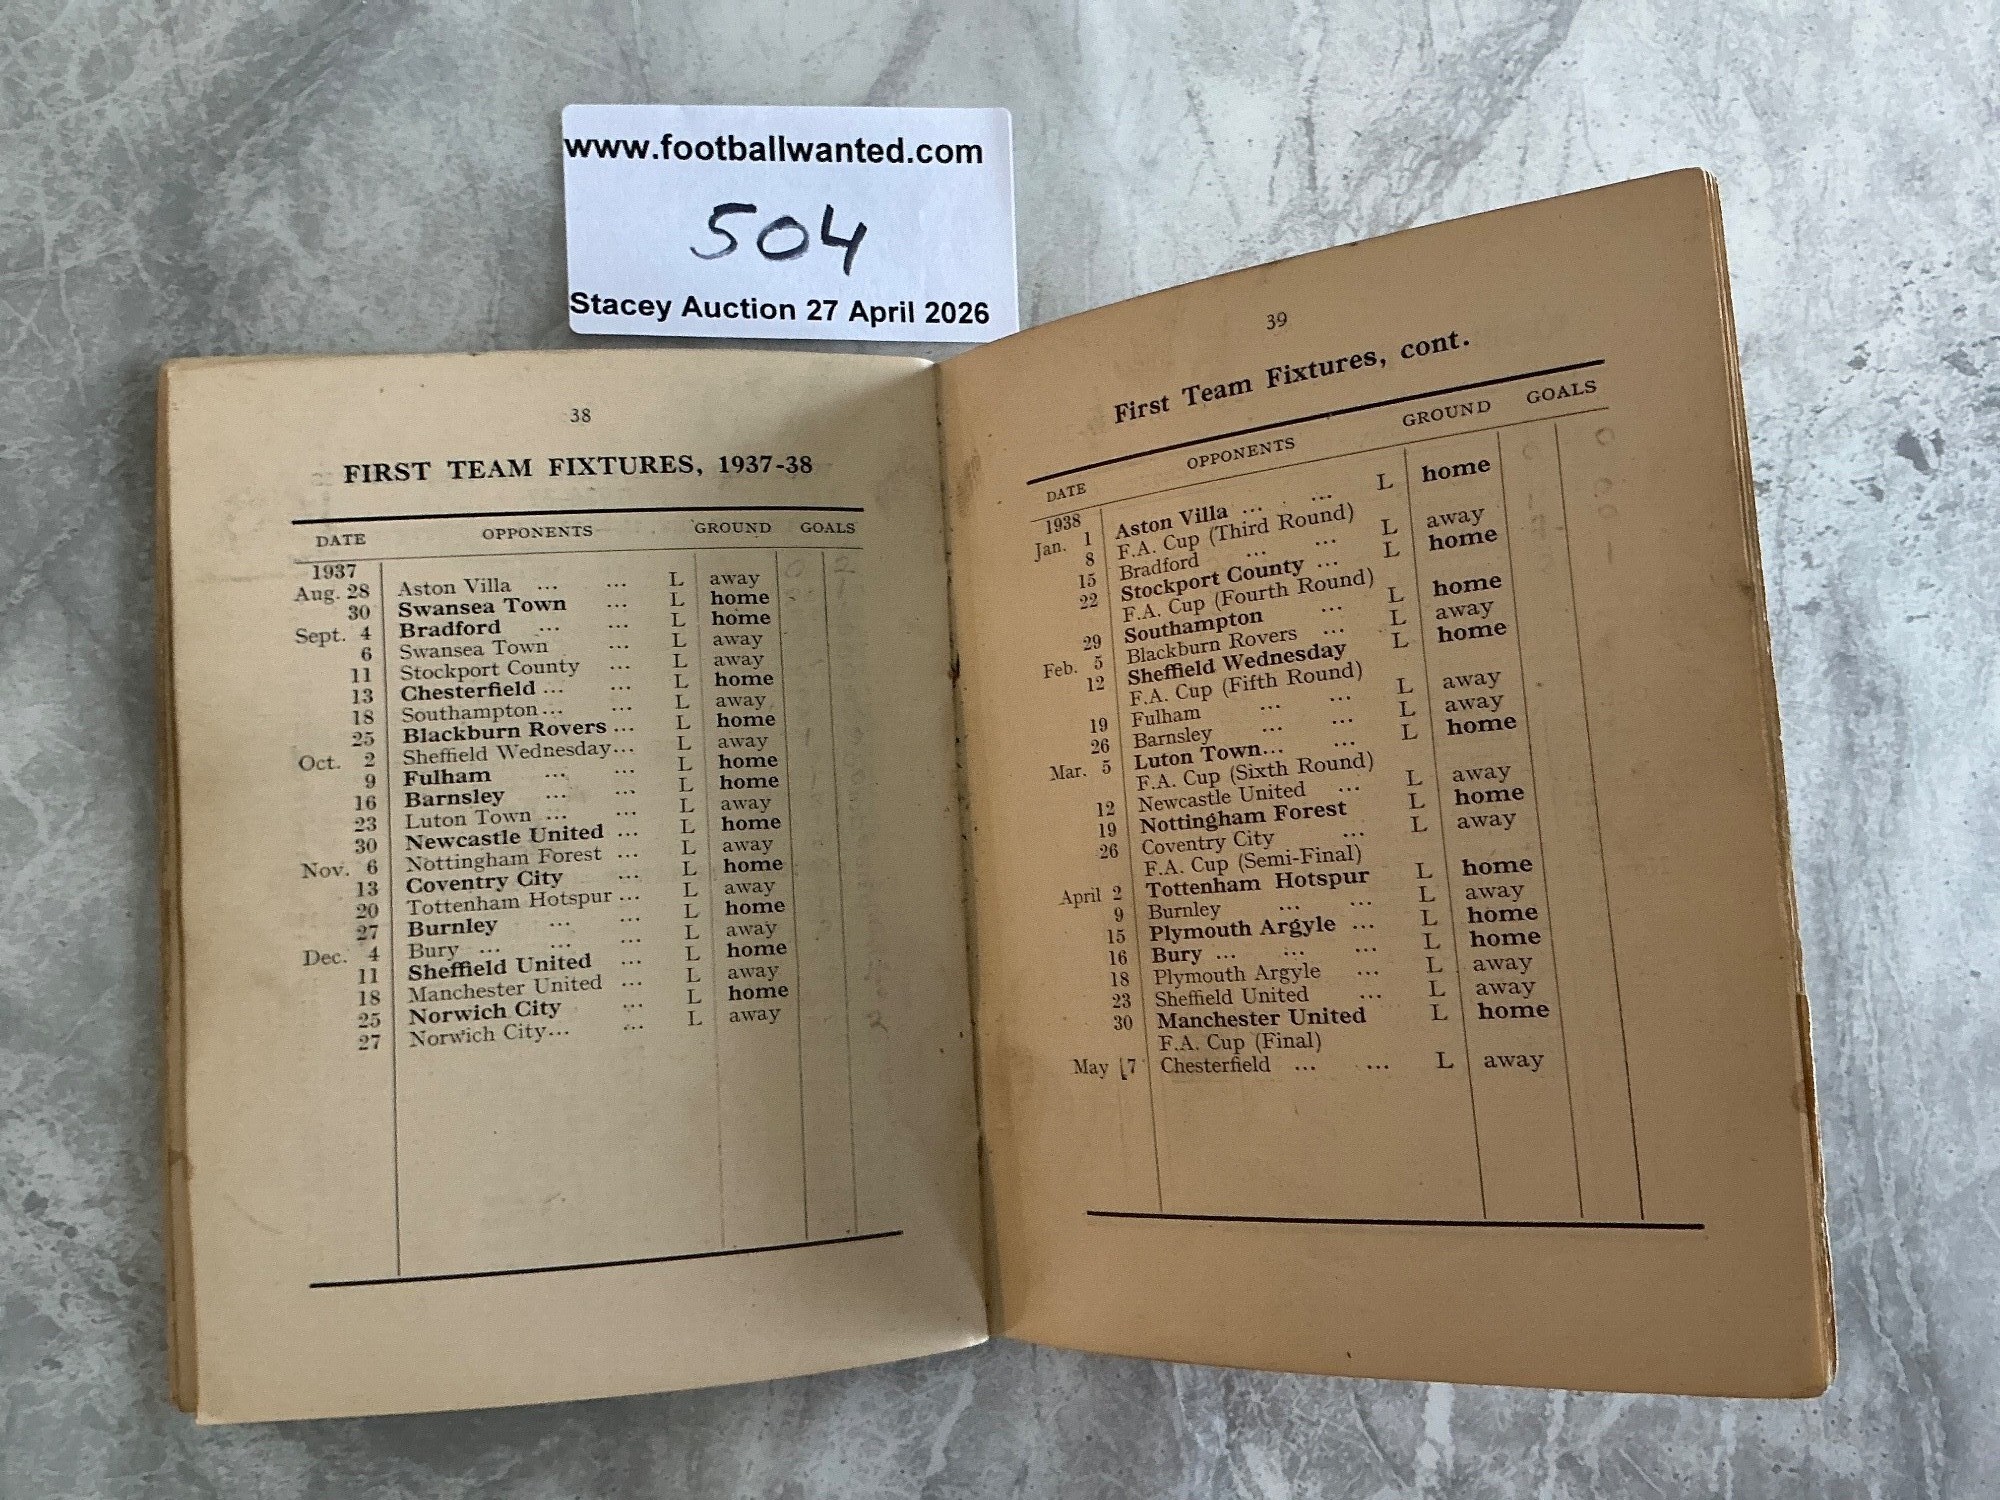 www.footballwanted.com
504
Stacey Auction 27 April 2026
38
FIRST TEAM FIXTURES, 1937-38
DATE OPPONENTS GROUND GOALS
1937
Aug. 28 Aston Villa ... ... L away 0 2
30 Swansea Town ... L home
Sept. 4 Bradford ... ... L home
6 Swansea Town ... L away
11 Stockport County ... L away
13 Chesterfield ... ... L home
18 Southampton ... ... L away
25 Blackburn Rovers ... L home
Oct. 2 Sheffield Wednesday ... L away
9 Fulham ... ... L home
16 Barnsley ... ... L home
23 Luton Town ... ... L away
30 Newcastle United ... L home
Nov. 6 Nottingham Forest ... L away
13 Coventry City ... L home
20 Tottenham Hotspur ... L away
27 Burnley ... ... L home
Dec. 4 Bury ... ... ... L away
11 Sheffield United ... L home
18 Manchester United ... L away
25 Norwich City ... L home
27 Norwich City ... ... L away 2
39
First Team Fixtures, cont.
DATE OPPONENTS GROUND GOALS
1938
Jan. 1 Aston Villa ... ... L home
8 F.A. Cup (Third Round)
15 Bradford ... ... L away
22 Stockport County ... L home
F.A. Cup (Fourth Round)
29 Southampton ... L home
Feb. 5 Blackburn Rovers ... L away
12 Sheffield Wednesday L home
F.A. Cup (Fifth Round)
19 Fulham ... ... L away
26 Barnsley ... ... L away
Mar. 5 Luton Town ... ... L home
F.A. Cup (Sixth Round)
12 Newcastle United ... L away
19 Nottingham Forest L home
26 Coventry City ... L away
F.A. Cup (Semi-Final)
April 2 Tottenham Hotspur L home
9 Burnley ... ... L away
15 Plymouth Argyle ... L home
16 Bury ... ... ... L home
18 Plymouth Argyle ... L away
23 Sheffield United ... L away
30 Manchester United L home
F.A. Cup (Final)
May 7 Chesterfield ... ... L away